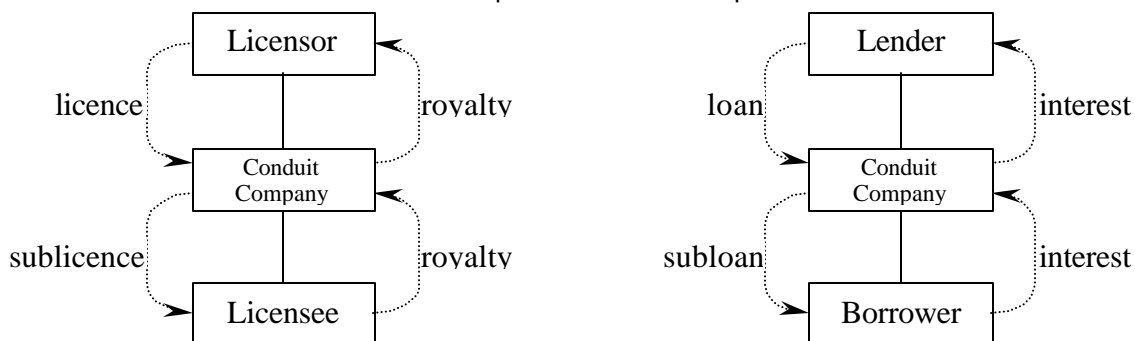 Licensor
licence
royalty
Conduit
Company
sublicence
royalty
Licensee
Lender
loan
interest
Conduit
Company
subloan
interest
Borrower